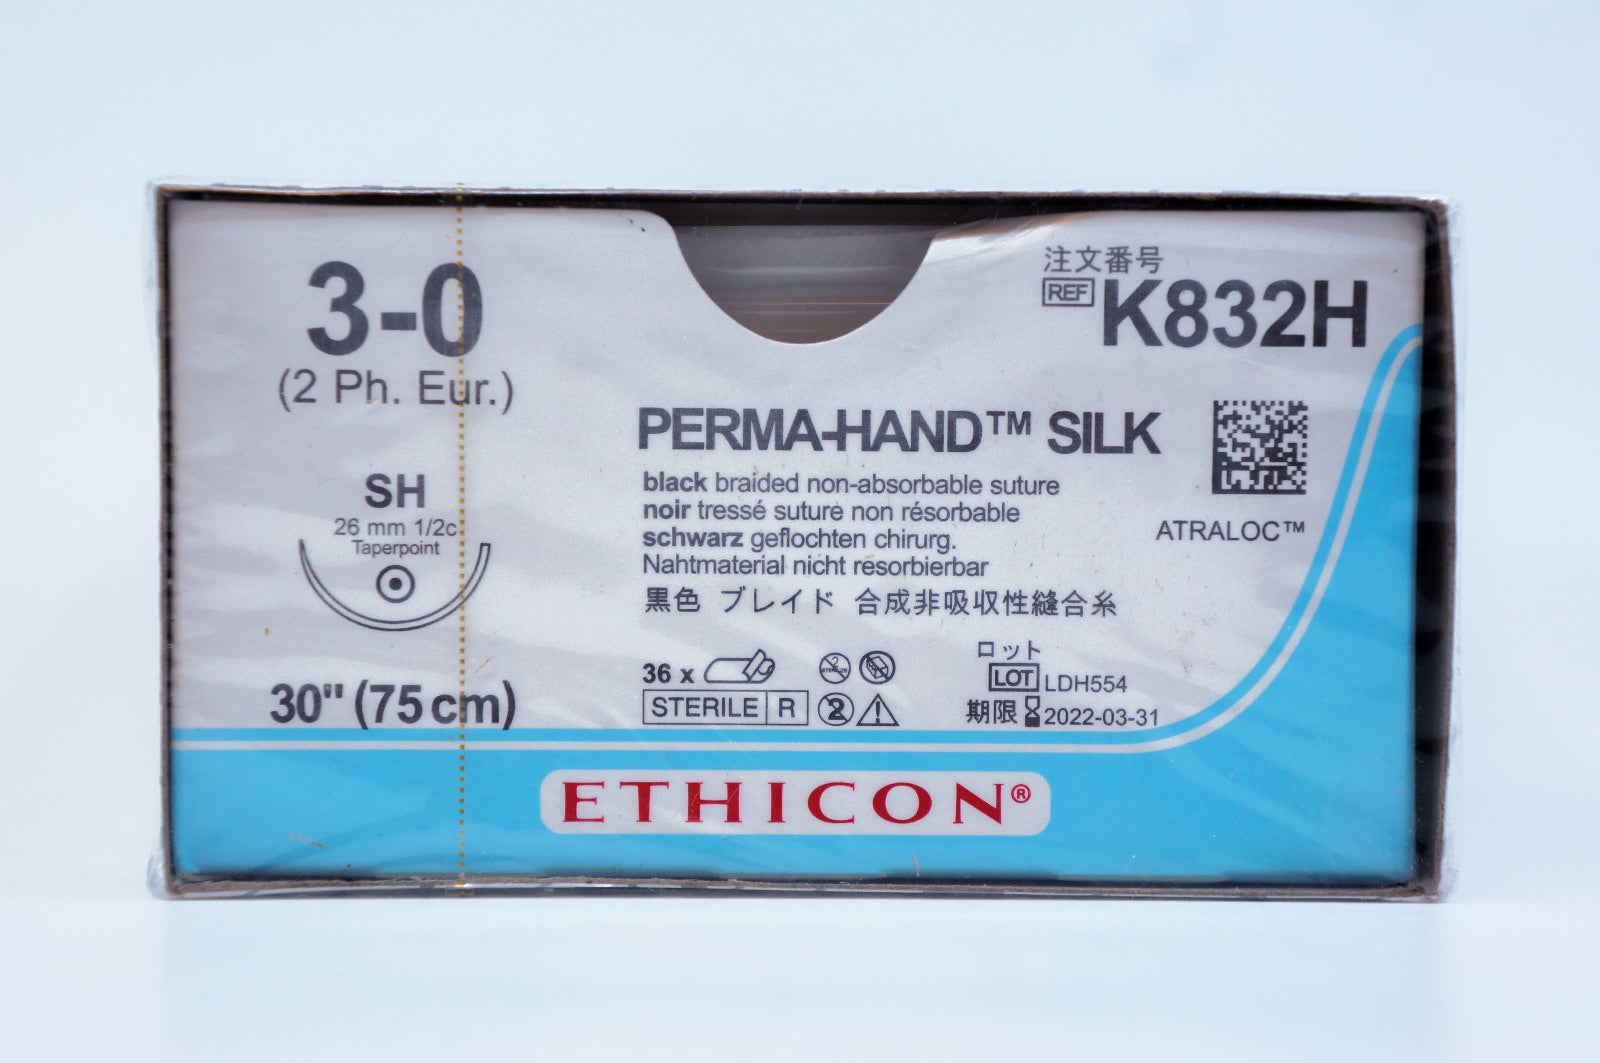 3-0
(2 Ph. Eur.)
SH
26 mm 1/2c
Taperpoint
30" (75 cm)
注文番号
REF K832H
PERMA-HAND™ SILK
black braided non-absorbable suture
noir tressé suture non résorbable
schwarz geflochten chirurg.
Nahtmaterial nicht resorbierbar
黒色 ブレイド 合成非吸収性縫合糸
ATRALOC™
36 x
STERILE R
2
ロット
LOT LDH554
期限 2022-03-31
ETHICON®